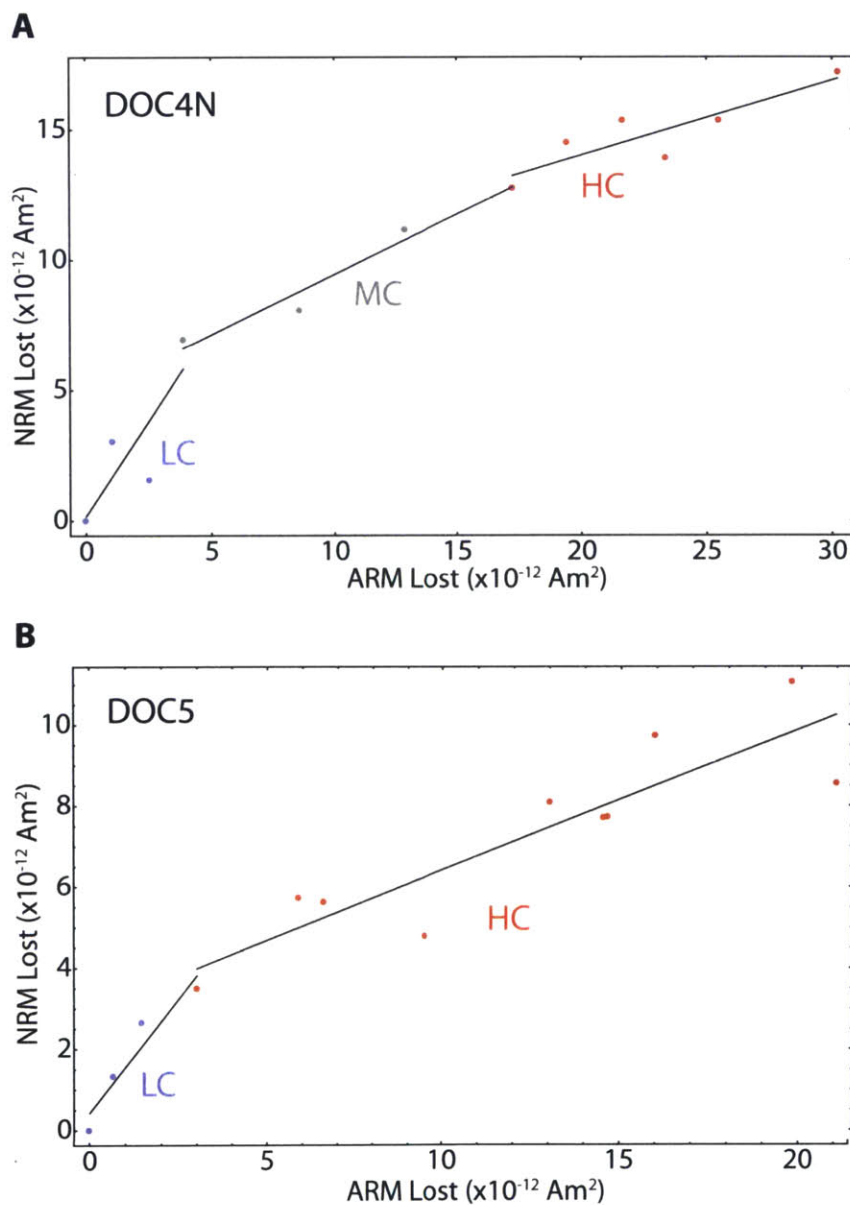 A
DOC4N
15
10
5
0
NRM Lost (x10⁻¹² Am²)
HC
MC
LC
0 5 10 15 20 25 30
ARM Lost (x10⁻¹² Am²)
B
DOC5
10
8
6
4
2
0
NRM Lost (x10⁻¹² Am²)
HC
LC
0 5 10 15 20
ARM Lost (x10⁻¹² Am²)